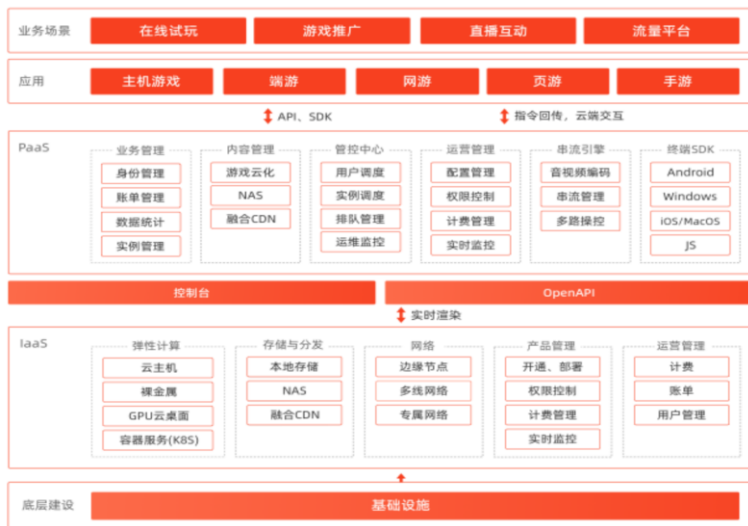 业务场景
在线试玩
游戏推广
直播互动
流量平台
应用
主机游戏
端游
网游
页游
手游
API、SDK
指令回传，云端交互
PaaS
业务管理
身份管理
账单管理
数据统计
实例管理
内容管理
游戏云化
NAS
融合CDN
管控中心
用户调度
实例调度
排队管理
运维监控
运营管理
配置管理
权限控制
计费管理
实时监控
串流引擎
音视频编码
串流管理
多路操控
终端SDK
Android
Windows
iOS/MacOS
JS
控制台
OpenAPI
实时渲染
IaaS
弹性计算
云主机
裸金属
GPU云桌面
容器服务(K8S)
存储与分发
本地存储
NAS
融合CDN
网络
边缘节点
多线网络
专属网络
产品管理
开通、部署
权限控制
计费管理
实时监控
运营管理
计费
账单
用户管理
底层建设
基础设施